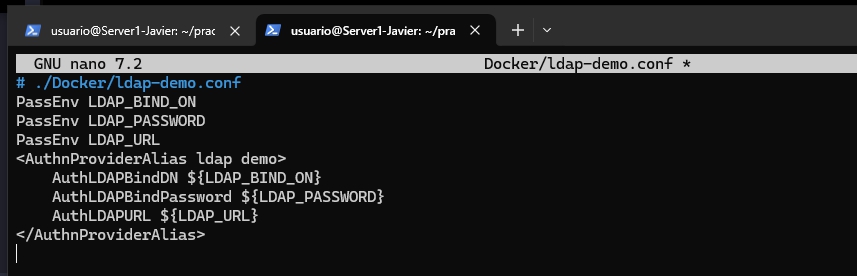 usuario@Server1-Javier: ~/prac
usuario@Server1-Javier: ~/pra
GNU nano 7.2 Docker/ldap-demo.conf *
# ./Docker/ldap-demo.conf
PassEnv LDAP_BIND_ON
PassEnv LDAP_PASSWORD
PassEnv LDAP_URL
<AuthnProviderAlias ldap demo>
    AuthLDAPBindDN ${LDAP_BIND_ON}
    AuthLDAPBindPassword ${LDAP_PASSWORD}
    AuthLDAPURL ${LDAP_URL}
</AuthnProviderAlias>